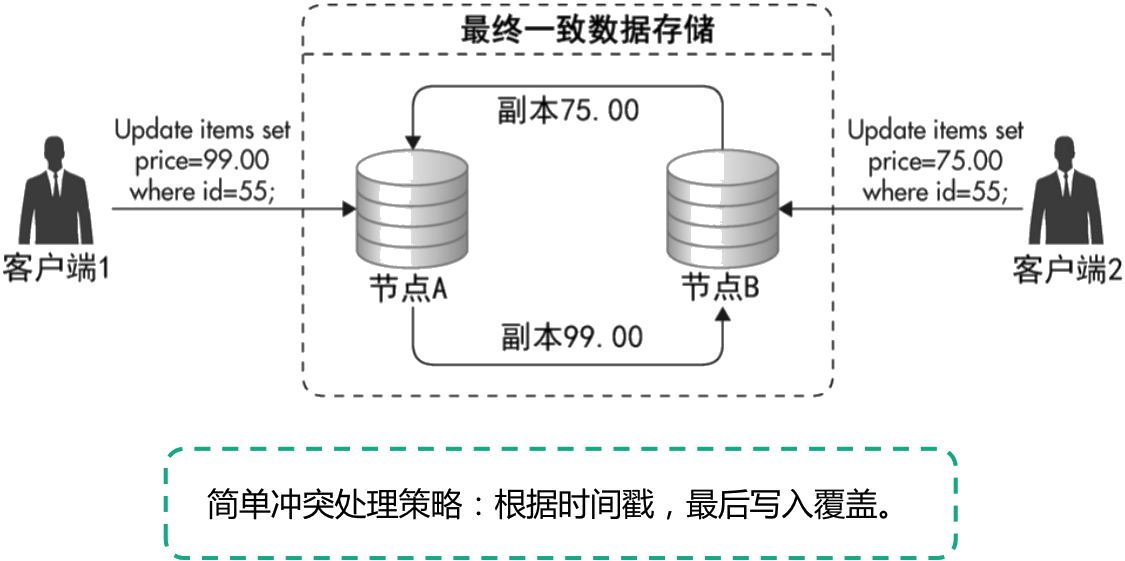 最终一致数据存储
副本75.00
Update items set
price=99.00
where id=55;
Update items set
price=75.00
where id=55;
客户端1
节点A
节点B
客户端2
副本99.00
简单冲突处理策略：根据时间戳，最后写入覆盖。